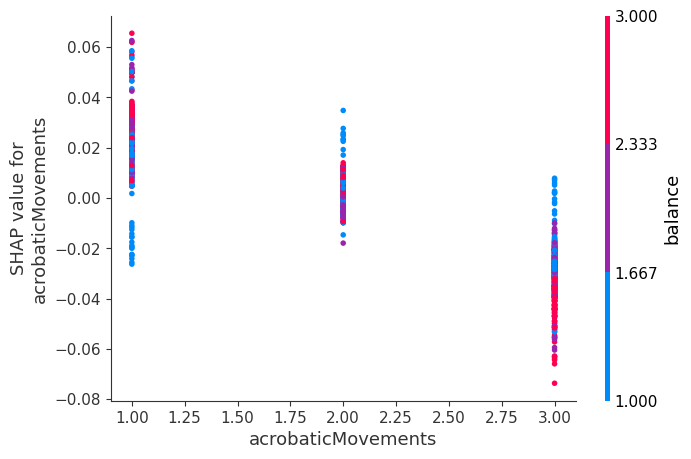 SHAP value for
acrobaticMovements
0.06
0.04
0.02
0.00
−0.02
−0.04
−0.06
−0.08
1.00 1.25 1.50 1.75 2.00 2.25 2.50 2.75 3.00
acrobaticMovements
3.000
2.333
1.667
1.000
balance